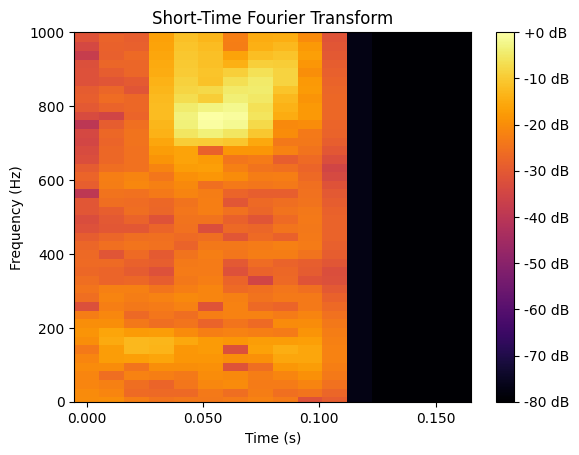 Short-Time Fourier Transform
Frequency (Hz)
1000
800
600
400
200
0
0.000
0.050
0.100
0.150
Time (s)
+0 dB
-10 dB
-20 dB
-30 dB
-40 dB
-50 dB
-60 dB
-70 dB
-80 dB